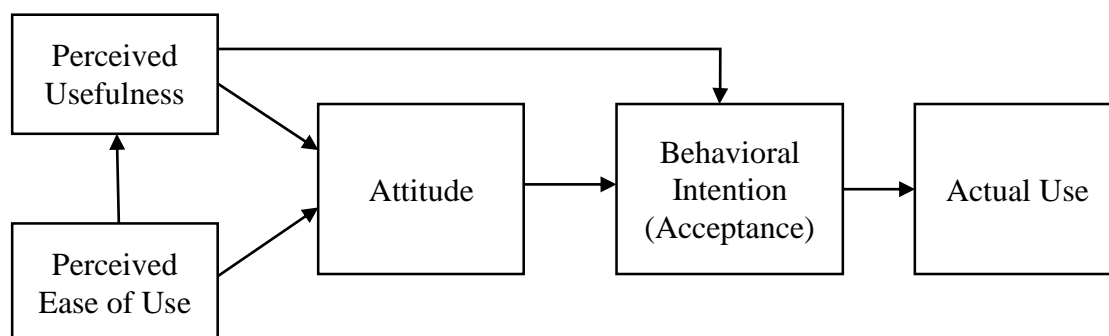 Perceived
Usefulness
Attitude
Behavioral
Intention
(Acceptance)
Actual Use
Perceived
Ease of Use